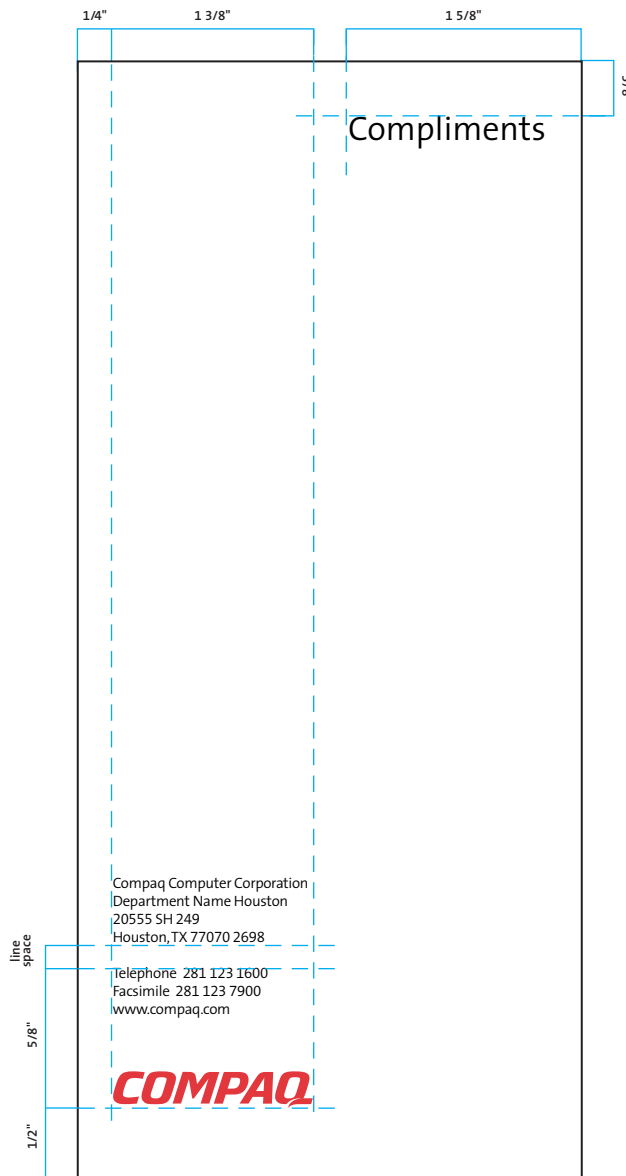 1/4" 1 3/8" 1 5/8"
Compliments
Compaq Computer Corporation
Department Name Houston
20555 SH 249
Houston, TX 77070 2698
line
space
Telephone 281 123 1600
Facsimile 281 123 7900
www.compaq.com
5/8"
COMPAQ
1/2"